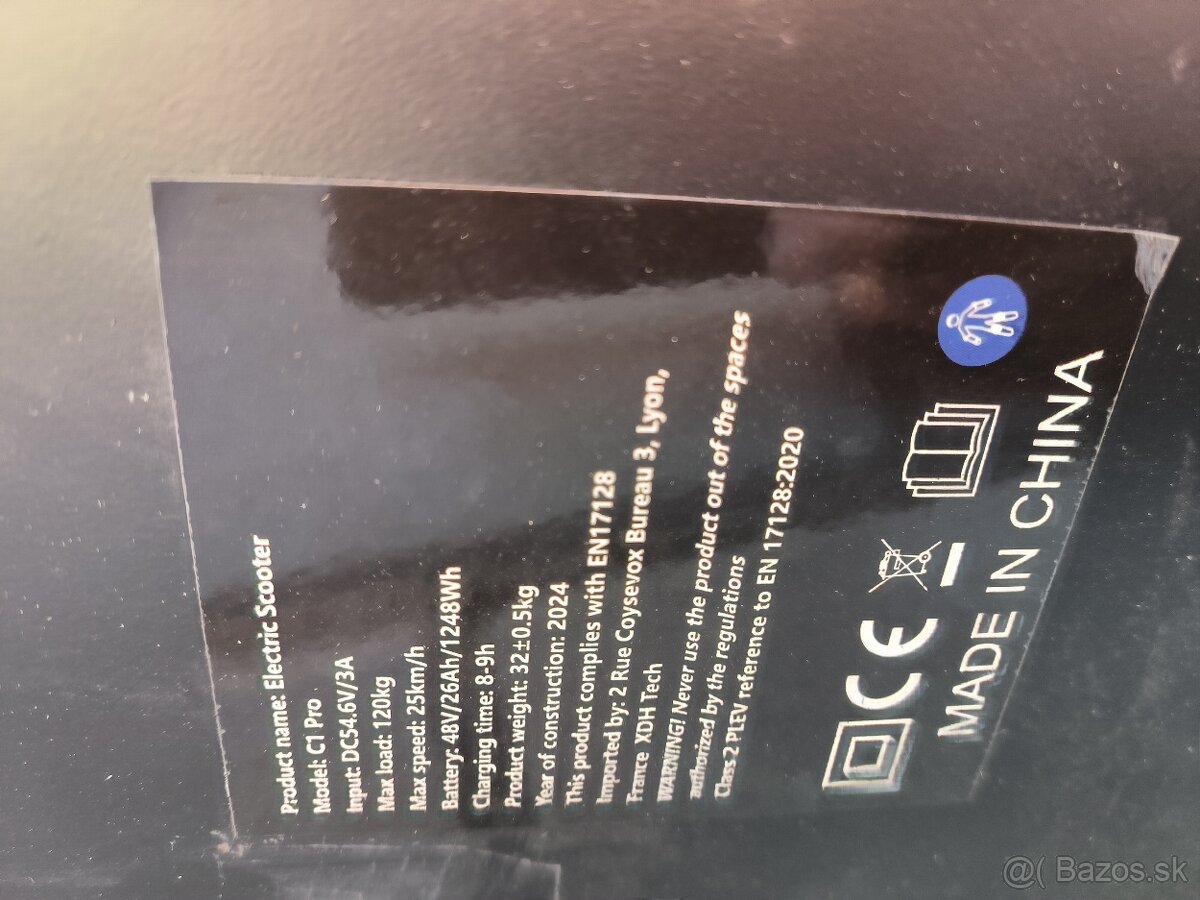 Product name: Electric Scooter
Model: C1 Pro
Input: DC54.6V/3A
Max load: 120kg
Max speed: 25km/h
Battery: 48V/26Ah/1248Wh
Charging time: 8-9h
Product weight: 32±0.5kg
Year of construction: 2024
This product complies with EN17128
Imported by: 2 Rue Coysevox Bureau 3, Lyon,
France XDH Tech
WARNING! Never use the product out of the spaces
authorized by the regulations
Class 2 PLEV reference to EN 17128:2020
CE
MADE IN CHINA
@( Bazos.sk